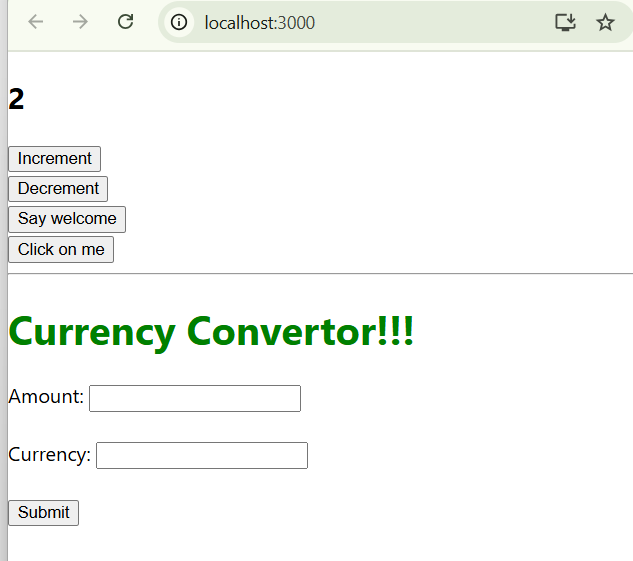 localhost:3000
2
Increment
Decrement
Say welcome
Click on me
Currency Convertor!!!
Amount:
Currency:
Submit